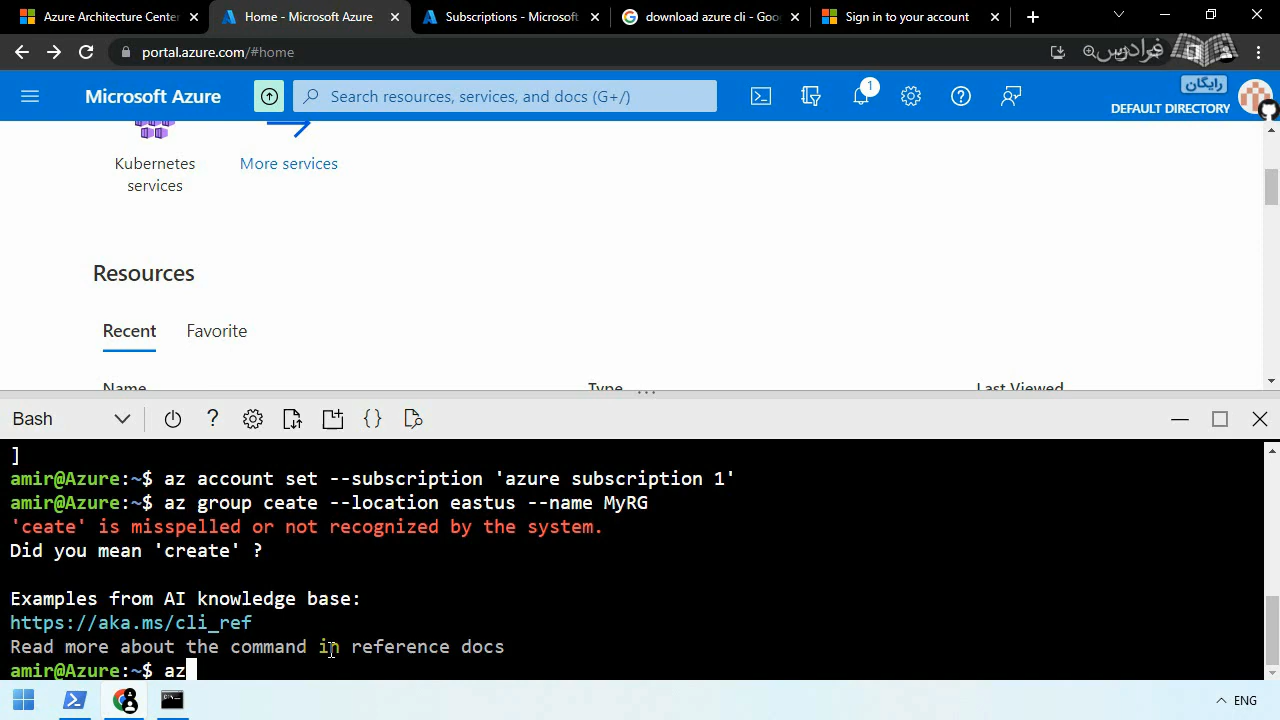 Azure Architecture Center
Home - Microsoft Azure
Subscriptions - Microsoft
download azure cli - Goo
Sign in to your account
portal.azure.com/#home
فرادرس
Microsoft Azure
Search resources, services, and docs (G+/)
1
رایگان
DEFAULT DIRECTORY
Kubernetes
services
More services
Resources
Recent
Favorite
Name
Type
Last Viewed
Bash
]
amir@Azure:~$ az account set --subscription 'azure subscription 1'
amir@Azure:~$ az group ceate --location eastus --name MyRG
'ceate' is misspelled or not recognized by the system.
Did you mean 'create' ?
Examples from AI knowledge base:
https://aka.ms/cli_ref
Read more about the command in reference docs
amir@Azure:~$ az
ENG